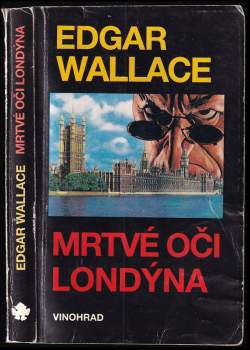 EDGAR WALLACE MRTVÉ OČI LONDÝNA
EDGAR
WALLACE
MRTVÉ OČI
LONDÝNA
VINOHRAD